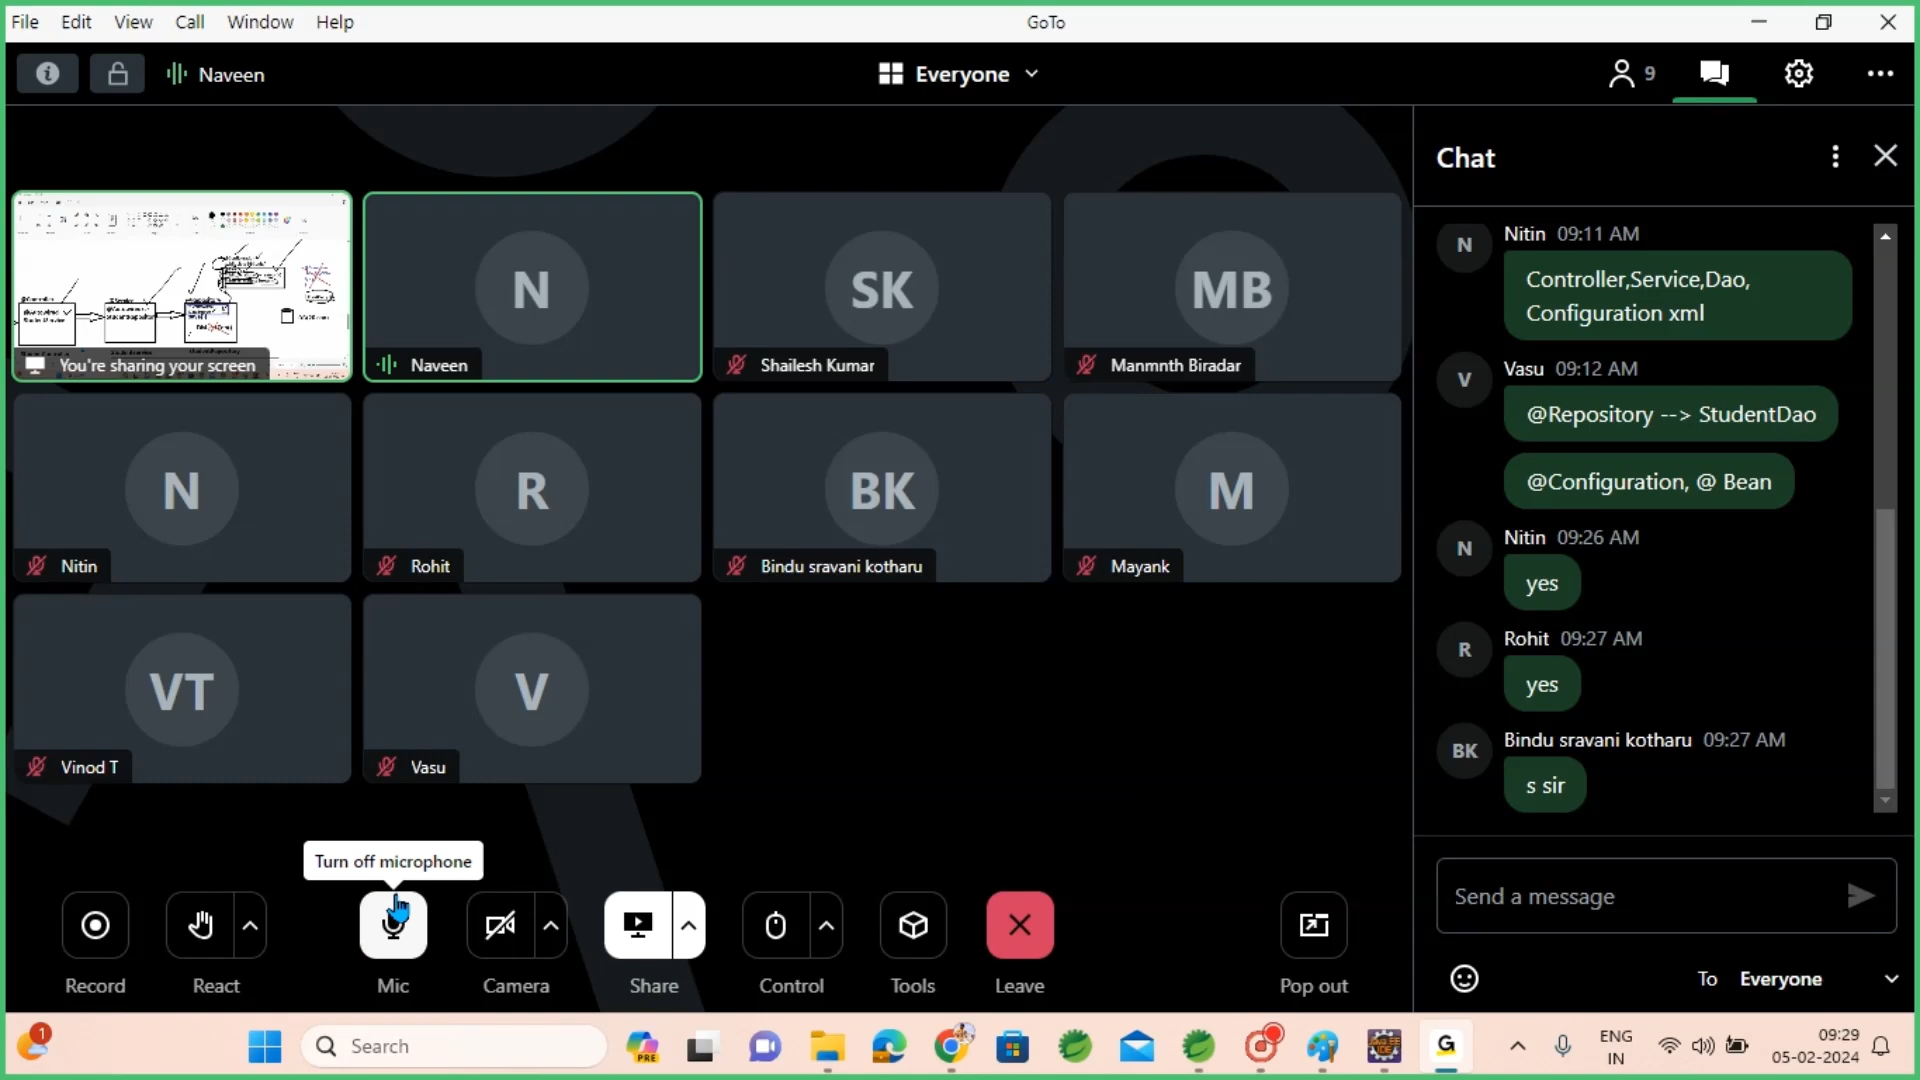 File Edit View Call Window Help
GoTo
Naveen
Everyone
9
Chat
Nitin 09:11 AM
N
Controller,Service,Dao,
Configuration xml
Vasu 09:12 AM
V
@Repository --> StudentDao
@Configuration, @ Bean
Nitin 09:26 AM
N
yes
Rohit 09:27 AM
R
yes
Bindu sravani kotharu 09:27 AM
BK
s sir
Send a message
To Everyone
You're sharing your screen
N
Naveen
SK
Shailesh Kumar
MB
Manmnth Biradar
N
Nitin
R
Rohit
BK
Bindu sravani kotharu
M
Mayank
VT
Vinod T
V
Vasu
Turn off microphone
Record React Mic Camera Share Control Tools Leave Pop out
1
Search
PRE
G
ENG
IN
09:29
05-02-2024